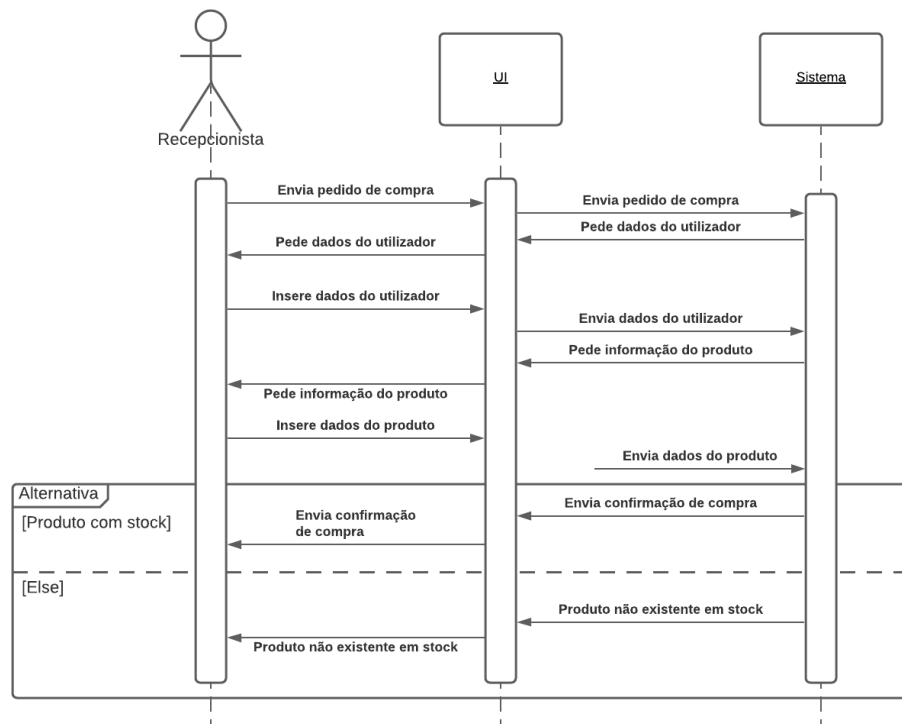 UI
Sistema
Recepcionista
Envia pedido de compra
Envia pedido de compra
Pede dados do utilizador
Pede dados do utilizador
Insere dados do utilizador
Envia dados do utilizador
Pede informação do produto
Pede informação do produto
Insere dados do produto
Envia dados do produto
Alternativa
[Produto com stock]
Envia confirmação de compra
Envia confirmação
de compra
[Else]
Produto não existente em stock
Produto não existente em stock